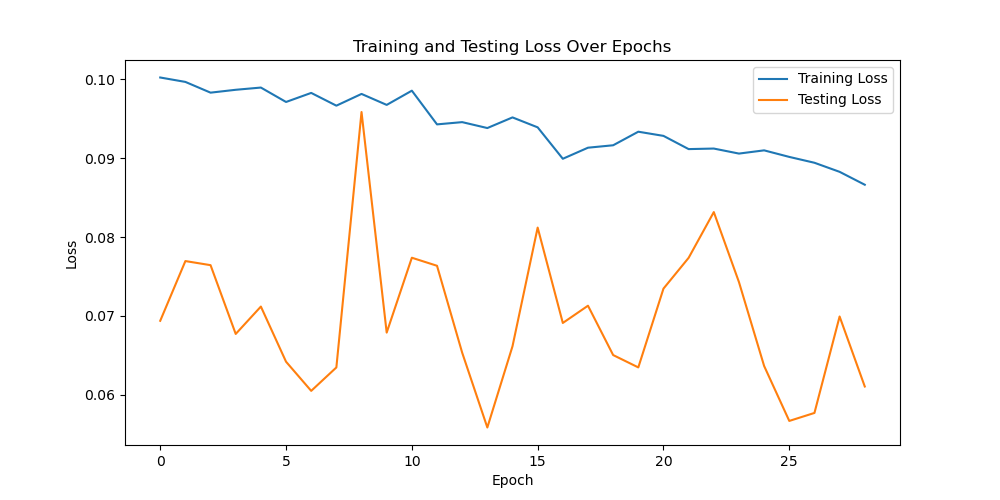 Training and Testing Loss Over Epochs
Training Loss
Testing Loss
0.10
0.09
0.08
0.07
0.06
Loss
0
5
10
15
20
25
Epoch